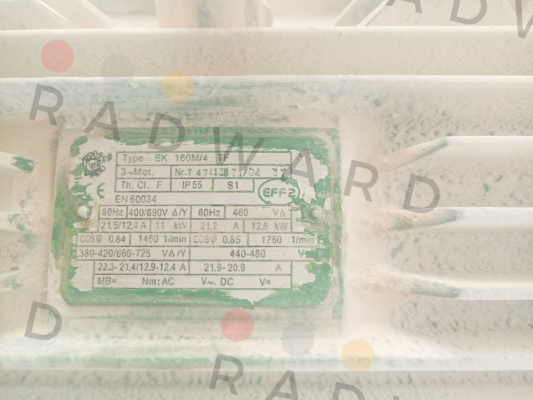 RADWARD
Type SK 160M/4 TF
3~Mot. Nr.T
Th. Cl. F IP 55 S1
EFF2
EN 60034
60Hz 400/690V Δ/Y 60Hz 460 VΔ
21,5/12,4 A 11 kW 21,2 A 12,6 kW
COSφ 0.84 1460 1/min COSφ 0.85 1760 1/min
380-420/660-725 VΔ/Y 440-480 V
22.3-21.4/12.9-12.4 A 21.9-20.9 A
MB= Nm: AC V~, DC V=
RADWARD